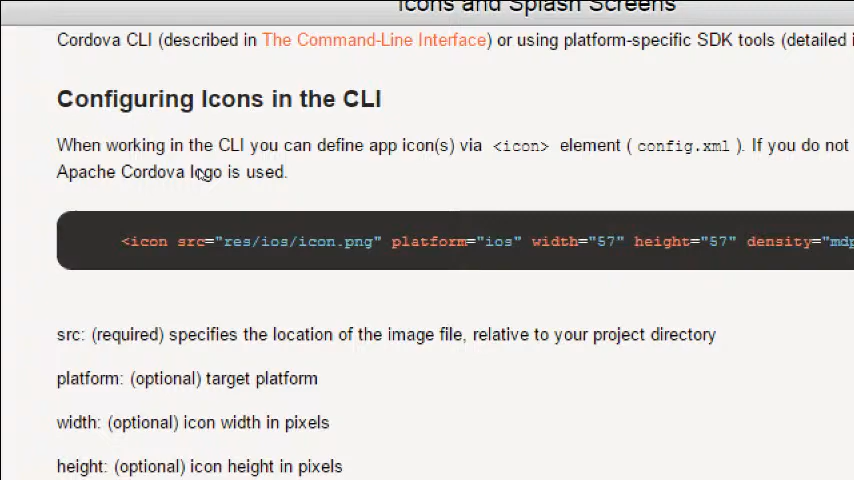 Icons and Splash Screens
Cordova CLI (described in The Command-Line Interface) or using platform-specific SDK tools (detailed i
Configuring Icons in the CLI
When working in the CLI you can define app icon(s) via <icon> element ( config.xml ). If you do not
Apache Cordova logo is used.
<icon src="res/ios/icon.png" platform="ios" width="57" height="57" density="mdp
src: (required) specifies the location of the image file, relative to your project directory
platform: (optional) target platform
width: (optional) icon width in pixels
height: (optional) icon height in pixels